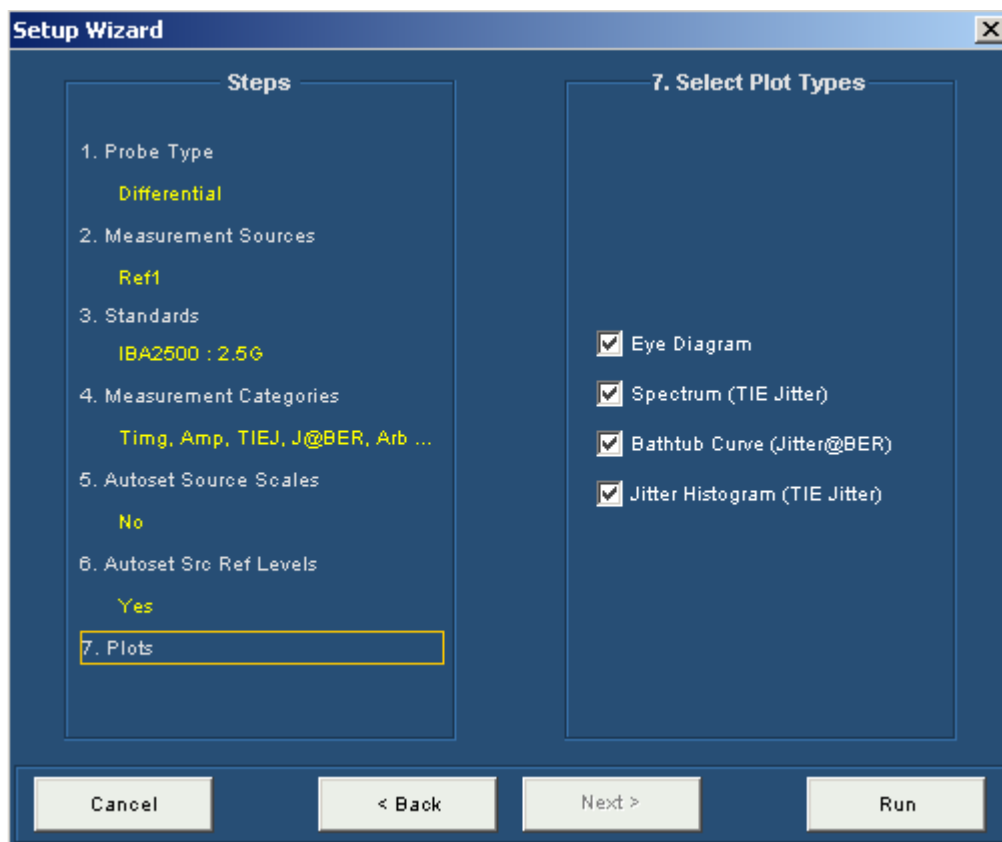 Setup Wizard
Steps
1. Probe Type
Differential
2. Measurement Sources
Ref1
3. Standards
IBA2500 : 2.5G
4. Measurement Categories
Timg, Amp, TIEJ, J@BER, Arb ...
5. Autoset Source Scales
No
6. Autoset Src Ref Levels
Yes
7. Plots
7. Select Plot Types
Eye Diagram
Spectrum (TIE Jitter)
Bathtub Curve (Jitter@BER)
Jitter Histogram (TIE Jitter)
Cancel
< Back
Next >
Run